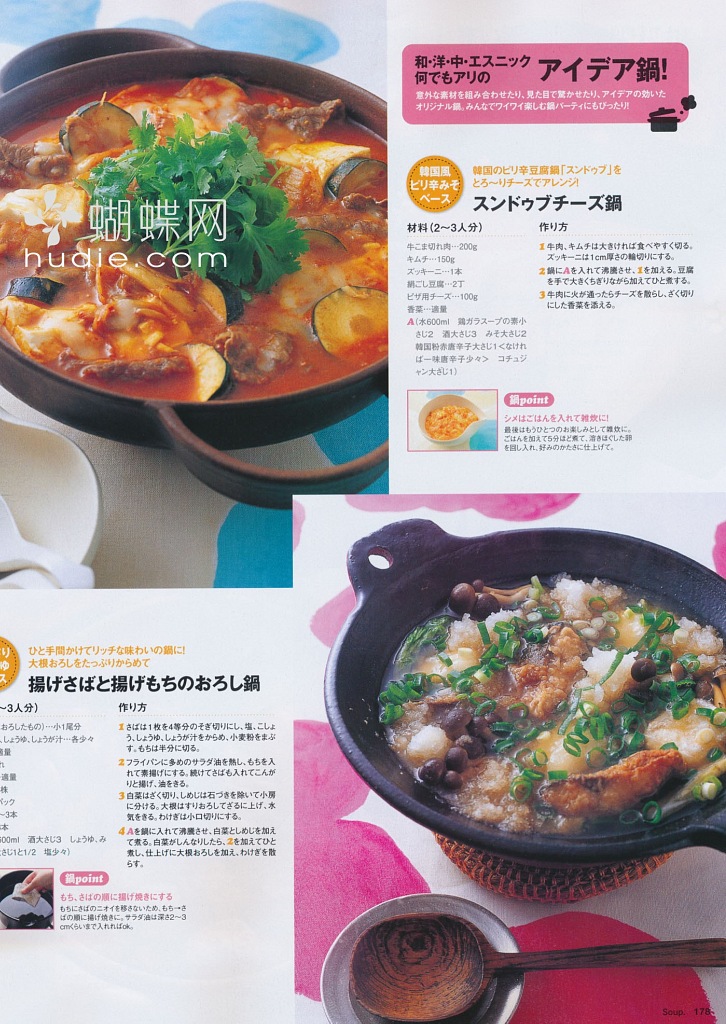 和・洋・中・エスニック
何でもアリの
アイデア鍋!
意外な素材を組み合わせたり、見た目で驚かせたり、アイデアの効いた
オリジナル鍋。みんなでワイワイ楽しむ鍋パーティにもぴったり!
韓国風
ピリ辛みそ
ベース
韓国のピリ辛豆腐鍋「スンドゥブ」を
とろ〜りチーズでアレンジ!
スンドゥブチーズ鍋
材料(2〜3人分)
牛こま切れ肉…200g
キムチ…150g
ズッキーニ…1本
絹ごし豆腐…2丁
ピザ用チーズ…100g
香菜…適量
A(水600ml 鶏ガラスープの素小
さじ2 酒大さじ3 みそ大さじ2
韓国粉赤唐辛子大さじ1<なけれ
ば一味唐辛子少々> コチュジ
ャン大さじ1)
作り方
1 牛肉、キムチは大きければ食べやすく切る。
ズッキーニは1cm厚さの輪切りにする。
2 鍋にAを入れて沸騰させ、1を加える。豆腐
を手で大きくちぎりながら加えてひと煮する。
3 牛肉に火が通ったらチーズを散らし、ざく切り
にした香菜を添える。
鍋point
シメはごはんを入れて雑炊に!
最後はもうひとつのお楽しみとして雑炊に。
ごはんを加えて5分ほど煮て、溶きほぐした卵
を回し入れ、好みのかたさに仕上げて。
蝴蝶网
hudie.com
り
ゆ
ス
ひと手間かけてリッチな味わいの鍋に!
大根おろしをたっぷりからめて
揚げさばと揚げもちのおろし鍋
〜3人分)
おろしたもの)…小1尾分
、しょうゆ、しょうが汁…各少々
適量
れ
…適量
株
パック
〜3本
本
600ml 酒大さじ3 しょうゆ、み
さじ1と1/2 塩少々)
作り方
1 さばは1枚を4等分のそぎ切りにし、塩、こしょ
う、しょうゆ、しょうが汁をからめ、小麦粉をまぶ
す。もちは半分に切る。
2 フライパンに多めのサラダ油を熱し、もちを入
れて素揚げにする。続けてさばも入れてこんが
りと揚げ、油をきる。
3 白菜はざく切り、しめじは石づきを除いて小房
に分ける。大根はすりおろしてざるに上げ、水
気をきる。わけぎは小口切りにする。
4 Aを鍋に入れて沸騰させ、白菜としめじを加え
て煮る。白菜がしんなりしたら、2を加えてひと
煮し、仕上げに大根おろしを加え、わけぎを散
らす。
鍋point
もち、さばの順に揚げ焼きにする
もちにさばのニオイを移さないため、もち→さ
ばの順に揚げ焼きに。サラダ油は深さ2〜3
cmくらいまで入れればok。
Soup. 178